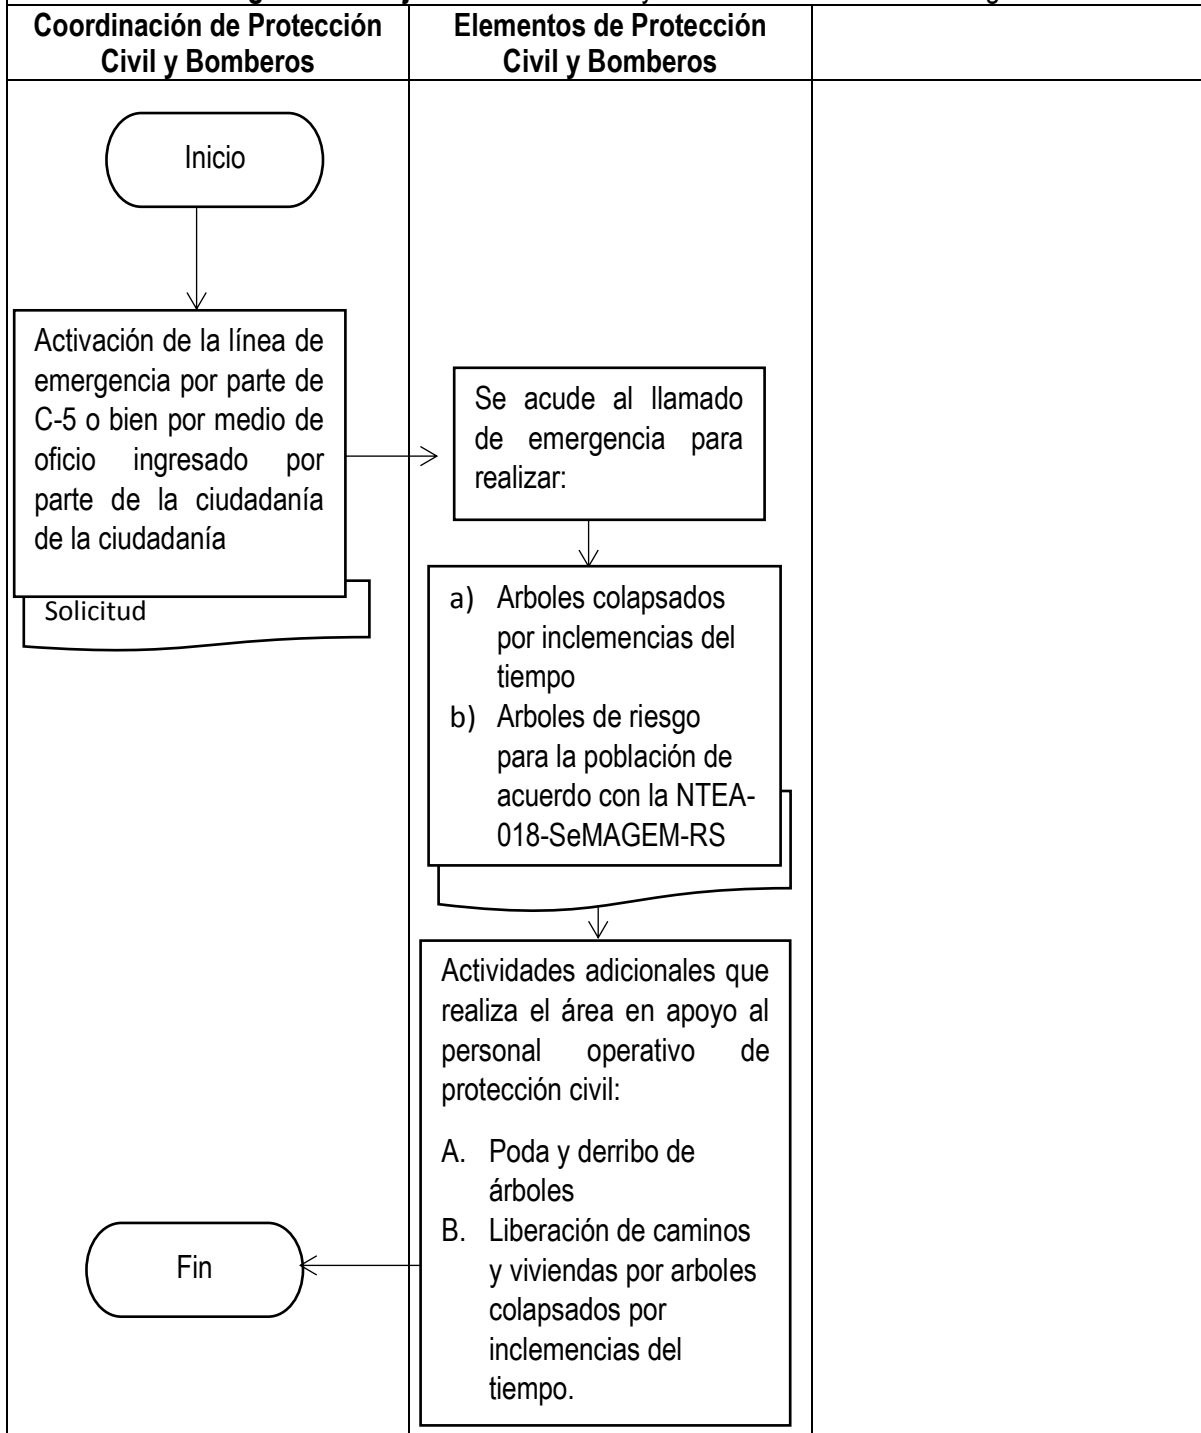 Coordinación de Protección
Civil y Bomberos
Elementos de Protección
Civil y Bomberos
Inicio
Activación de la línea de
emergencia por parte de
C-5 o bien por medio de
oficio ingresado por
parte de la ciudadanía
de la ciudadanía
Solicitud
Se acude al llamado
de emergencia para
realizar:
a) Arboles colapsados
por inclemencias del
tiempo
b) Arboles de riesgo
para la población de
acuerdo con la NTEA-
018-SeMAGEM-RS
Actividades adicionales que
realiza el área en apoyo al
personal operativo de
protección civil:
A. Poda y derribo de
árboles
B. Liberación de caminos
y viviendas por arboles
colapsados por
inclemencias del
tiempo.
Fin